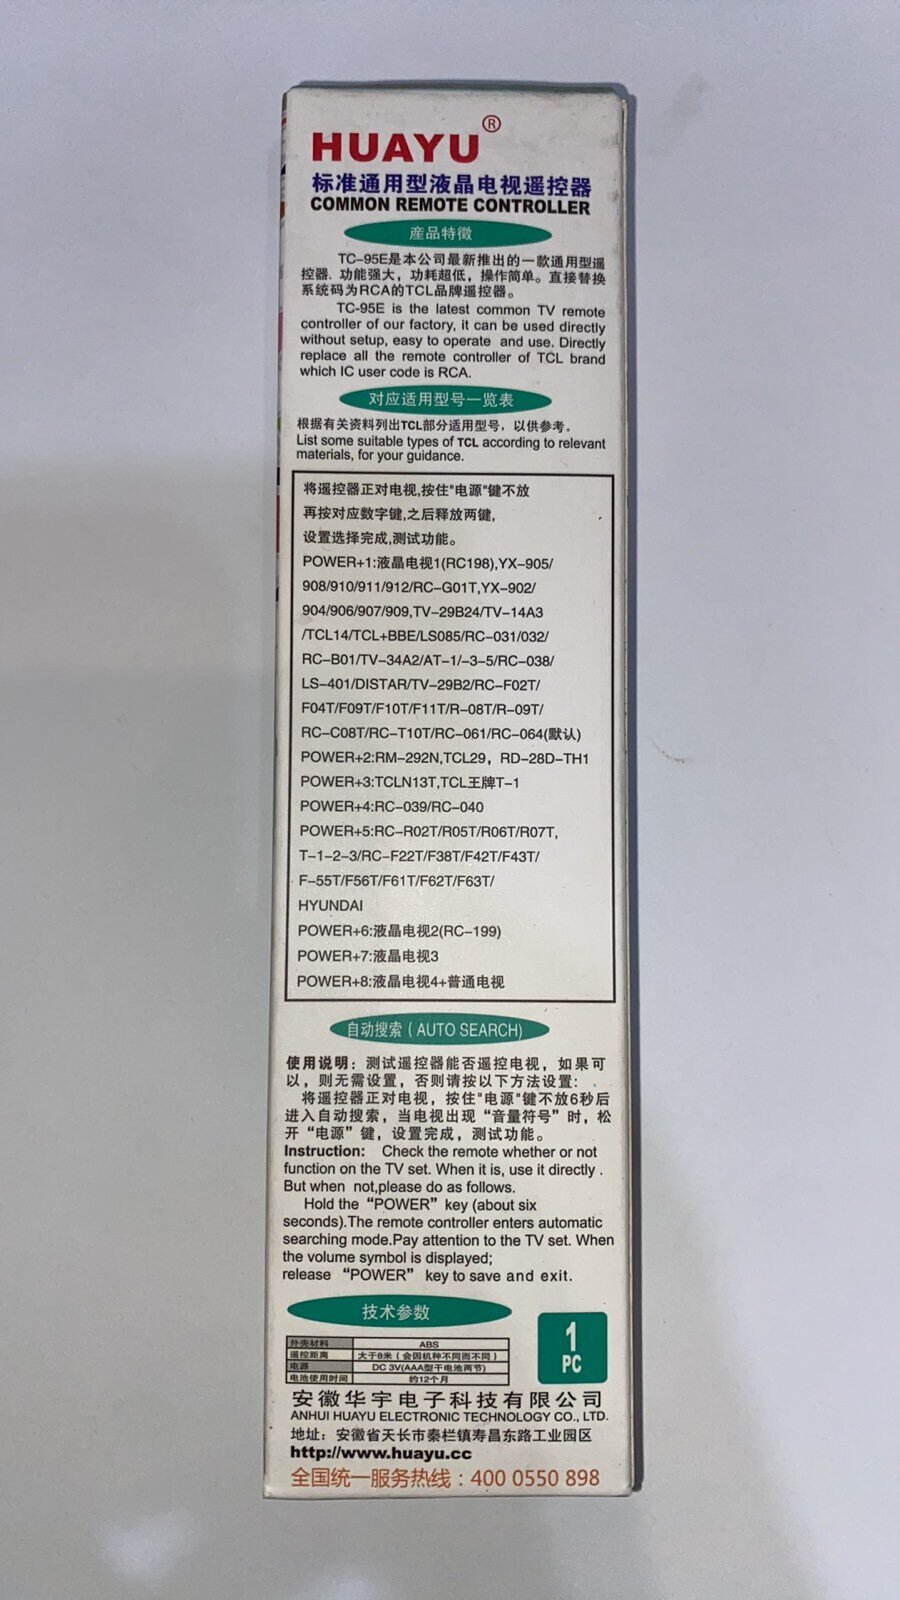 HUAYU®
标准通用型液晶电视遥控器
COMMON REMOTE CONTROLLER
産品特徵
TC-95E是本公司最新推出的一款通用型遥
控器. 功能强大，功耗超低，操作简单。直接替换
系统码为RCA的TCL品牌遥控器。
TC-95E is the latest common TV remote
controller of our factory, it can be used directly
without setup, easy to operate and use. Directly
replace all the remote controller of TCL brand
which IC user code is RCA.
对应适用型号一览表
根据有关资料列出TCL部分适用型号，以供参考。
List some suitable types of TCL according to relevant
materials, for your guidance.
将遥控器正对电视,按住"电源"键不放
再按对应数字键,之后释放两键,
设置选择完成,测试功能。
POWER+1:液晶电视1(RC198),YX-905/
908/910/911/912/RC-G01T,YX-902/
904/906/907/909,TV-29B24/TV-14A3
/TCL14/TCL+BBE/LS085/RC-031/032/
RC-B01/TV-34A2/AT-1/-3-5/RC-038/
LS-401/DISTAR/TV-29B2/RC-F02T/
F04T/F09T/F10T/F11T/R-08T/R-09T/
RC-C08T/RC-T10T/RC-061/RC-064(默认)
POWER+2:RM-292N,TCL29，RD-28D-TH1
POWER+3:TCLN13T,TCL王牌T-1
POWER+4:RC-039/RC-040
POWER+5:RC-R02T/R05T/R06T/R07T,
T-1-2-3/RC-F22T/F38T/F42T/F43T/
F-55T/F56T/F61T/F62T/F63T/
HYUNDAI
POWER+6:液晶电视2(RC-199)
POWER+7:液晶电视3
POWER+8:液晶电视4+普通电视
自动搜索 ( AUTO SEARCH)
使用说明：测试遥控器能否遥控电视，如果可
以，则无需设置，否则请按以下方法设置：
将遥控器正对电视，按住"电源"键不放6秒后
进入自动搜索，当电视出现“音量符号”时，松
开“电源”键，设置完成，测试功能。
Instruction: Check the remote whether or not
function on the TV set. When it is, use it directly .
But when not,please do as follows.
Hold the “POWER” key (about six
seconds).The remote controller enters automatic
searching mode.Pay attention to the TV set. When
the volume symbol is displayed;
release “POWER” key to save and exit.
技术参数
外壳材料 ABS
遥控距离 大于8米（会因机种不同而不同）
电源 DC 3V(AAA型干电池两节)
电池使用时间 约12个月
1
PC
安徽华宇电子科技有限公司
ANHUI HUAYU ELECTRONIC TECHNOLOGY CO., LTD.
地址：安徽省天长市秦栏镇寿昌东路工业园区
http://www.huayu.cc
全国统一服务热线：400 0550 898